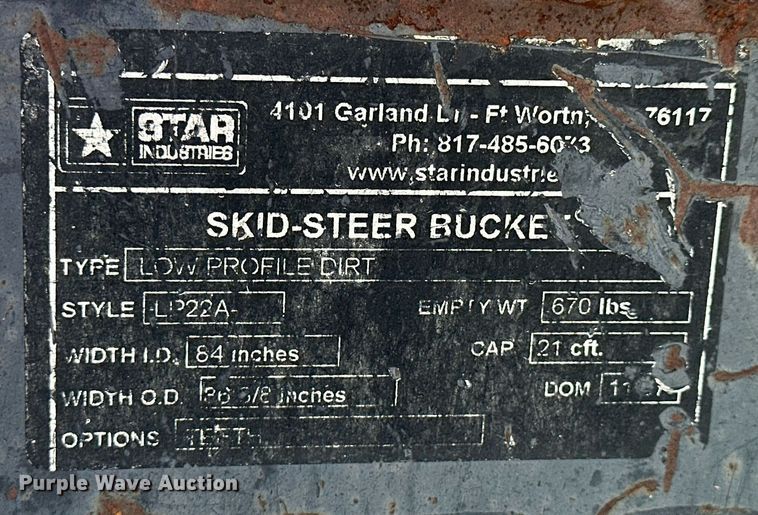 STAR
INDUSTRIES
4101 Garland Ln - Ft Worth, 76117
Ph: 817-485-6073
www.starindustrie
SKID-STEER BUCKE
TYPE LOW PROFILE DIRT
STYLE -LP22A- EMPTY WT 670 lbs.
WIDTH I.D. 84 inches CAP 21 cft.
WIDTH O.D. 86 5/8 inches DOM
OPTIONS TEETH
Purple Wave Auction